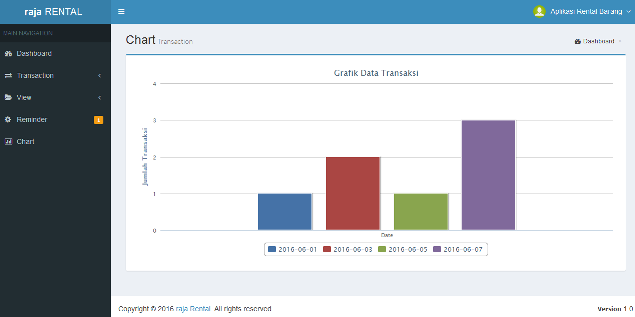 raja RENTAL
Aplikasi Rental Barang
MAIN NAVIGATION
Dashboard
Transaction
View
Reminder
Chart
Chart Transaction
Dashboard
Grafik Data Transaksi
Jumlah Transaksi
4
3
2
1
0
Date
2016-06-01 2016-06-03 2016-06-05 2016-06-07
Copyright © 2016 raja Rental. All rights reserved
Version 1.0